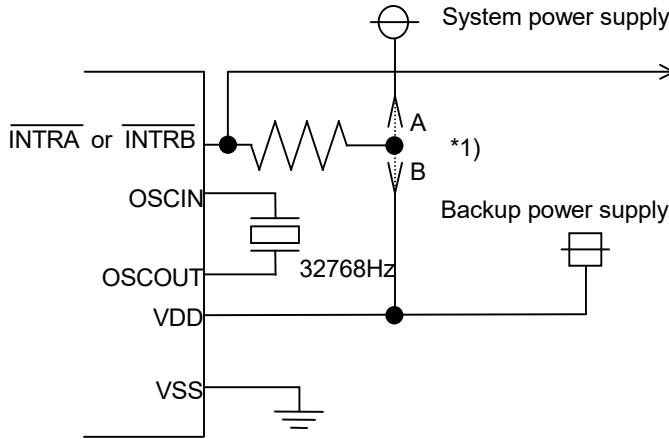 System power supply
A
INTRA or INTRB
*1)
B
OSCIN
Backup power supply
32768Hz
OSCOUT
VDD
VSS